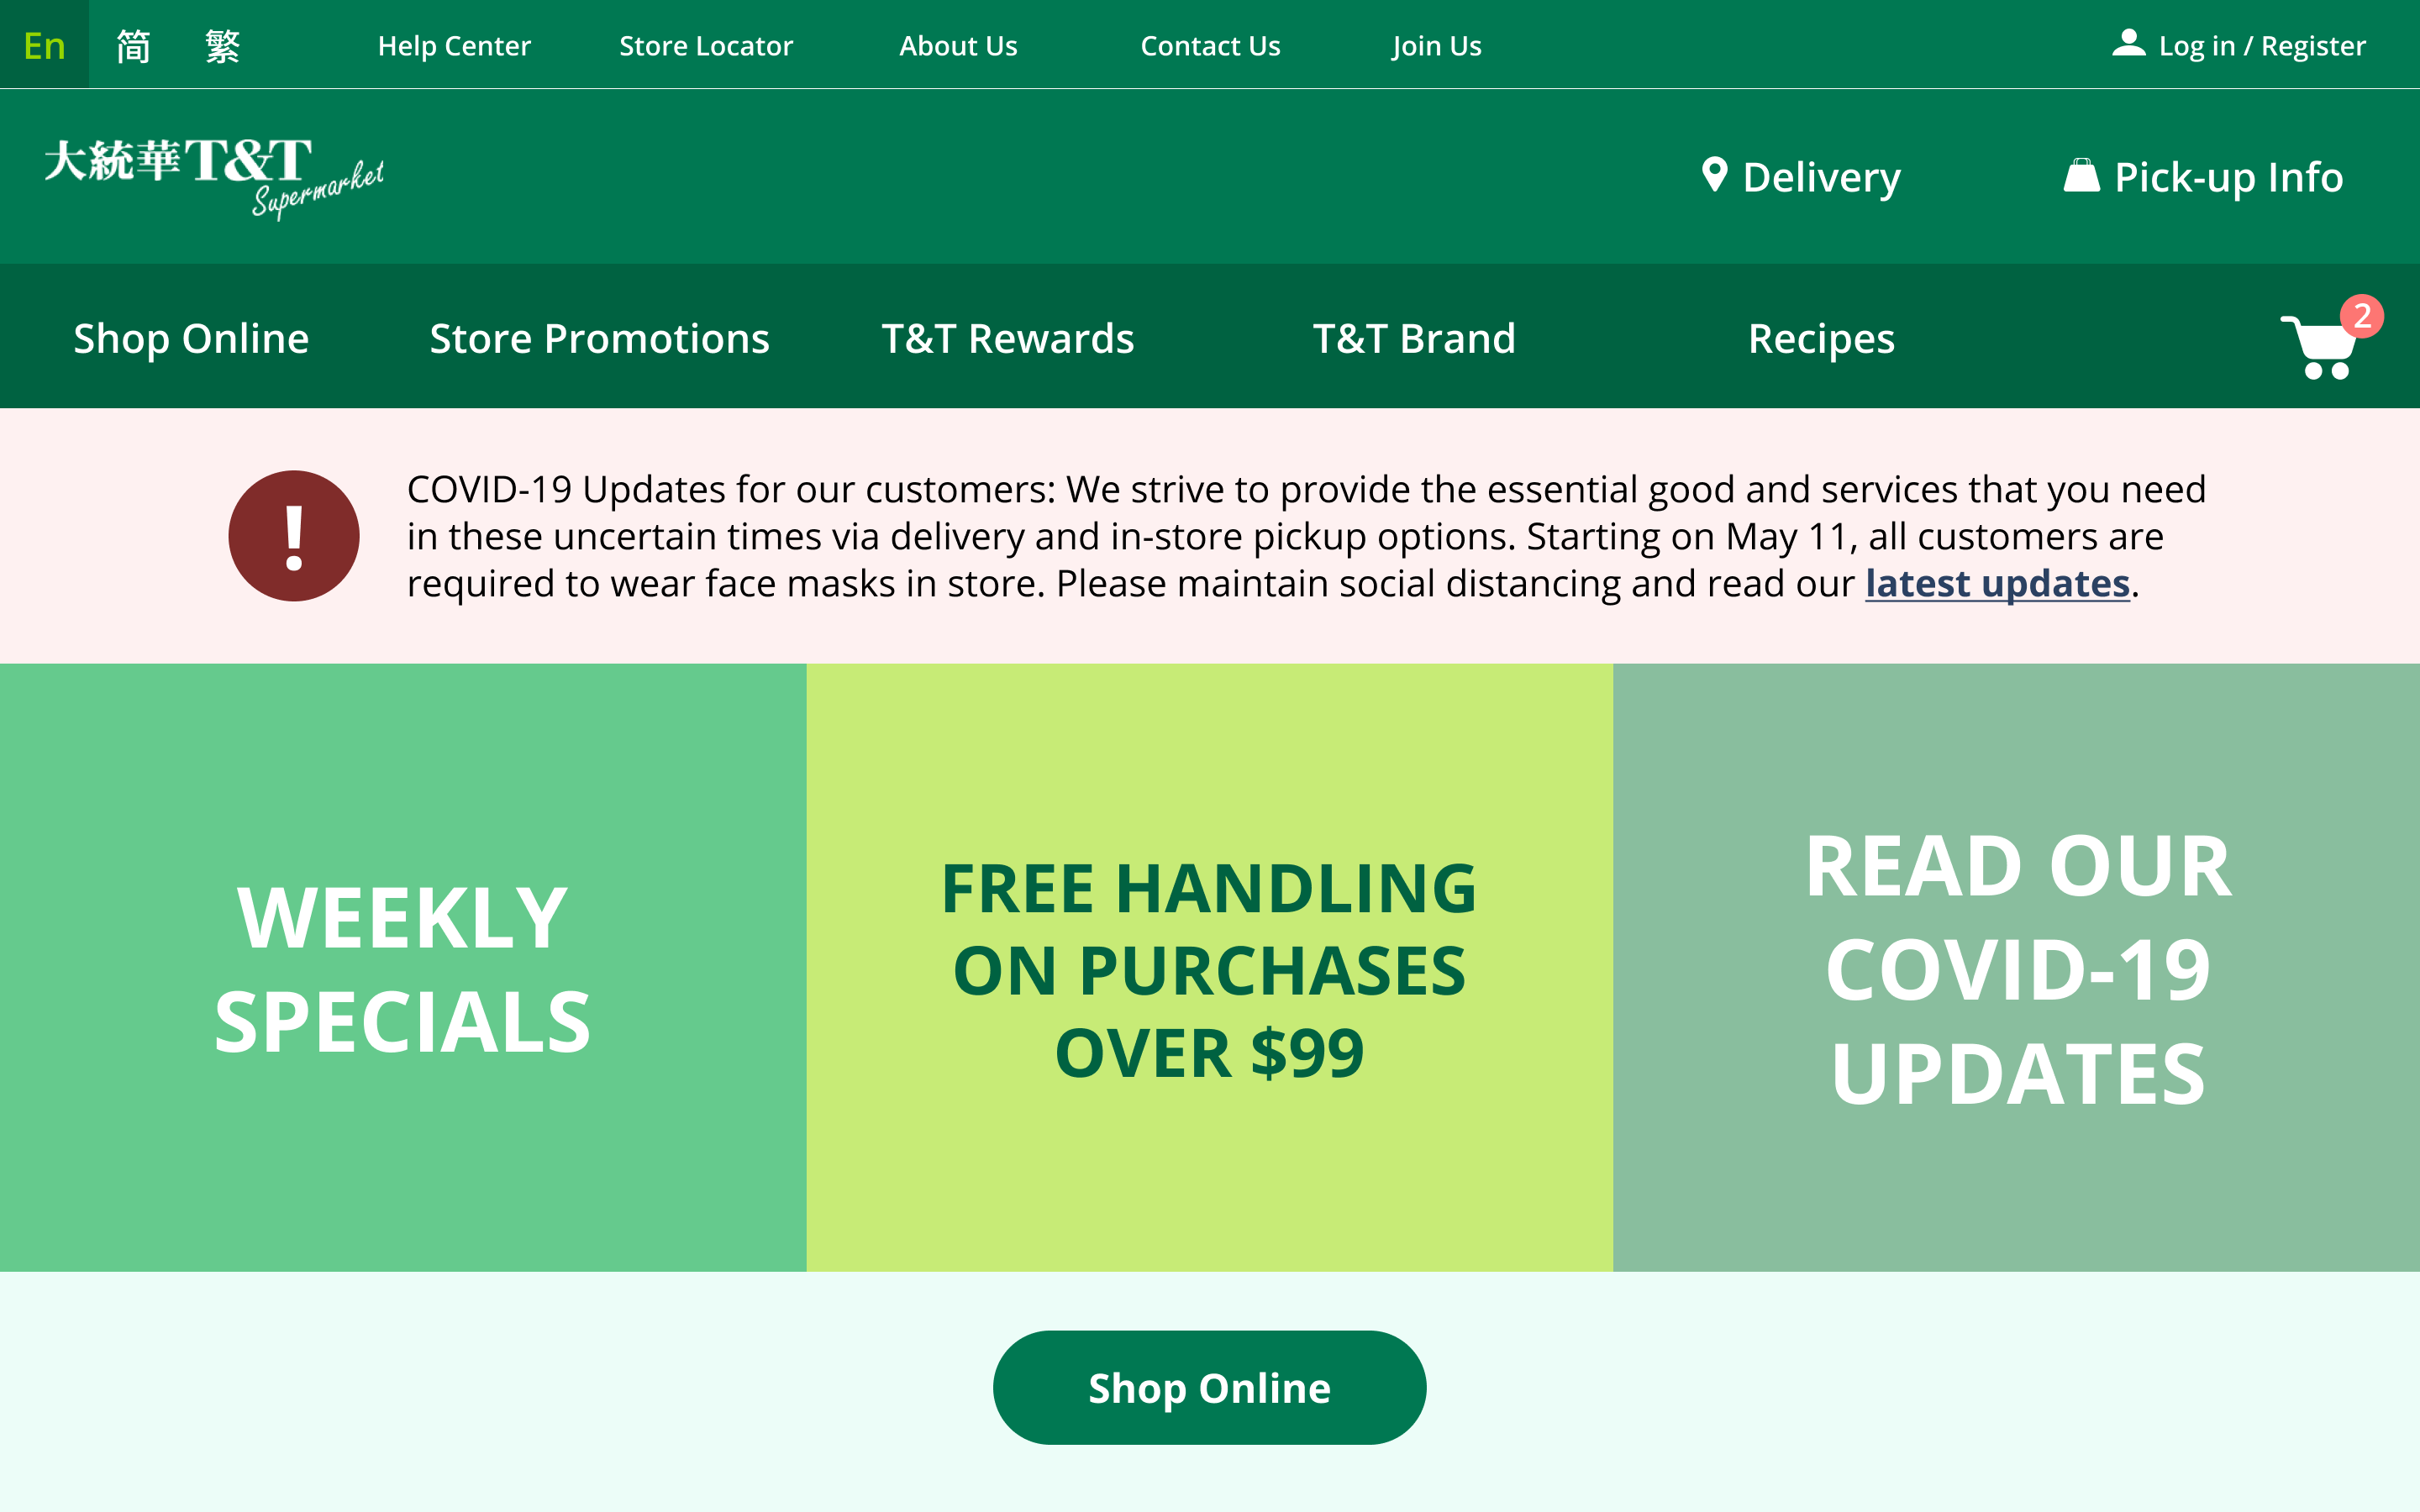 En 简 繁 Help Center Store Locator About Us Contact Us Join Us Log in / Register
大統華T&T
Supermarket
Delivery Pick-up Info
Shop Online Store Promotions T&T Rewards T&T Brand Recipes 2
!
COVID-19 Updates for our customers: We strive to provide the essential good and services that you need
in these uncertain times via delivery and in-store pickup options. Starting on May 11, all customers are
required to wear face masks in store. Please maintain social distancing and read our latest updates.
WEEKLY
SPECIALS
FREE HANDLING
ON PURCHASES
OVER $99
READ OUR
COVID-19
UPDATES
Shop Online